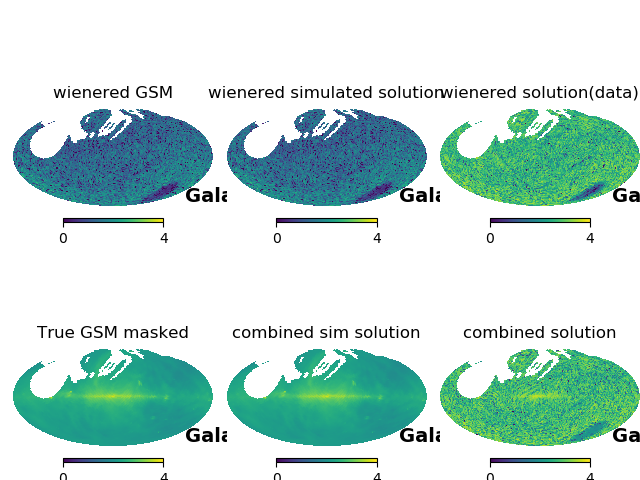 wienered GSM
wienered simulated solution
wienered solution(data)
Gala
Gala
Ga
0 4
0 4
0 4
True GSM masked
combined sim solution
combined solution
Gala
Gala
Ga
0 4
0 4
0 4